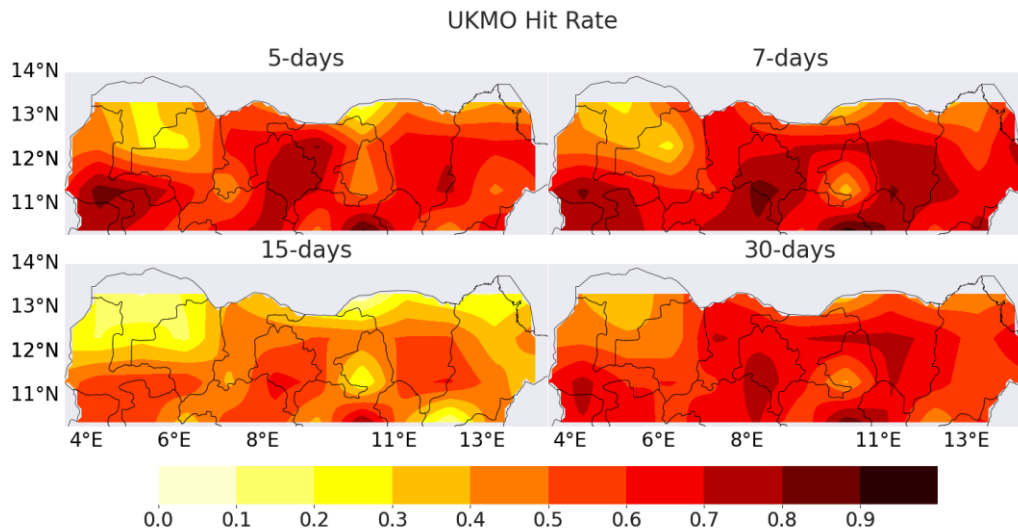 UKMO Hit Rate
5-days 7-days
14°N
13°N
12°N
11°N
15-days 30-days
14°N
13°N
12°N
11°N
4°E 6°E 8°E 11°E 13°E 4°E 6°E 8°E 11°E 13°E
0.0 0.1 0.2 0.3 0.4 0.5 0.6 0.7 0.8 0.9